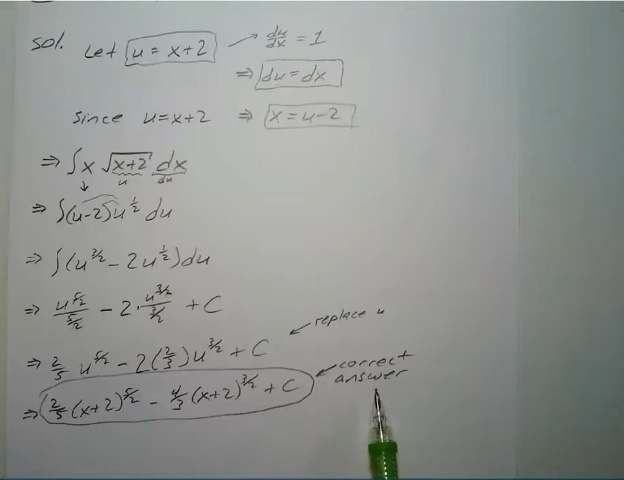 sol. Let u = x+2 → du/dx = 1
⇒ du = dx
Since u = x+2 ⇒ x = u-2
⇒ ∫ x √(x+2) dx
u du
⇒ ∫(u-2)u^(1/2) du
⇒ ∫(u^(3/2) - 2u^(1/2))du
⇒ u^(5/2)/(5/2) - 2·u^(3/2)/(3/2) + C
replace u
⇒ 2/5 u^(5/2) - 2(2/3)u^(3/2) + C
correct answer
⇒ 2/5 (x+2)^(5/2) - 4/3 (x+2)^(3/2) + C